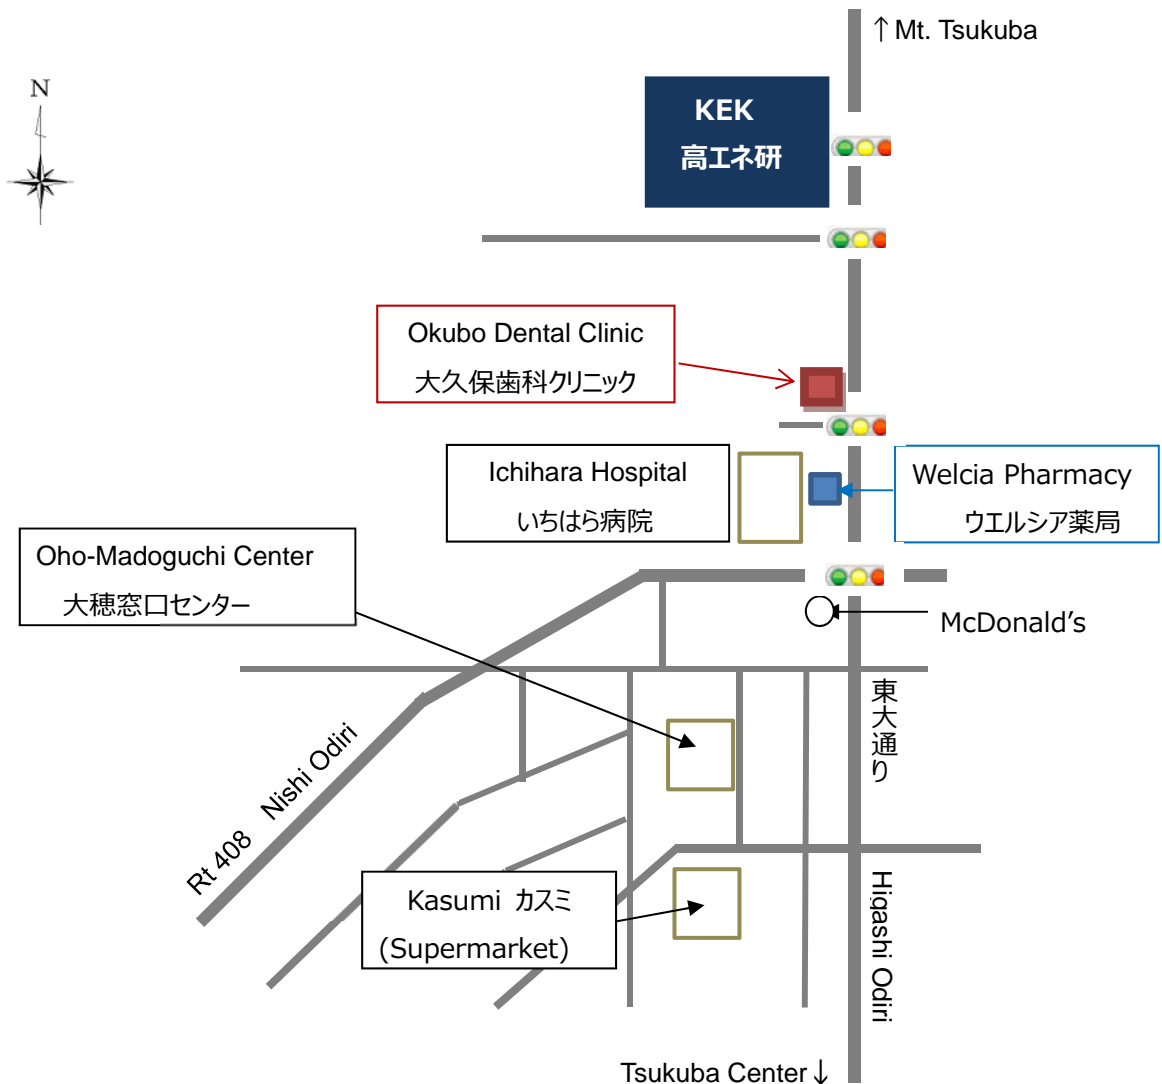 ↑ Mt. Tsukuba
N
KEK
高エネ研
Okubo Dental Clinic
大久保歯科クリニック
Ichihara Hospital
いちはら病院
Welcia Pharmacy
ウエルシア薬局
Oho-Madoguchi Center
大穂窓口センター
McDonald's
東大通り
Rt 408 Nishi Odiri
Kasumi カスミ
(Supermarket)
Higashi Odiri
Tsukuba Center ↓